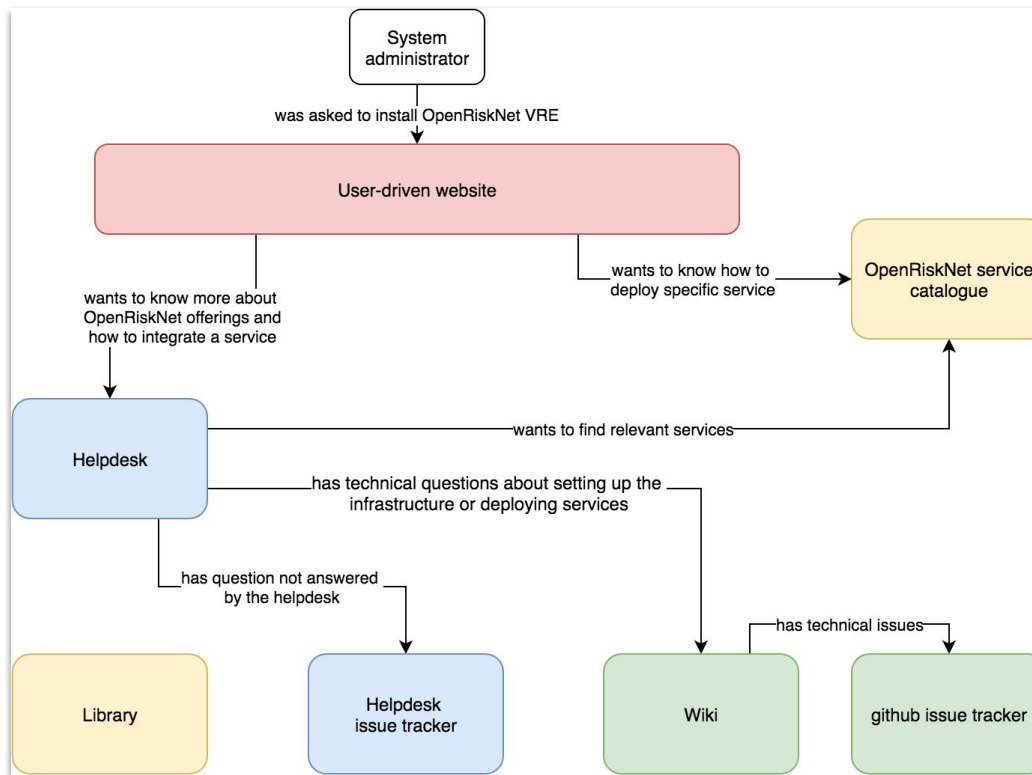 System
administrator
was asked to install OpenRiskNet VRE
User-driven website
OpenRiskNet service
catalogue
wants to know how to
deploy specific service
wants to know more about
OpenRiskNet offerings and
how to integrate a service
Helpdesk
wants to find relevant services
has technical questions about setting up the
infrastructure or deploying services
has question not answered
by the helpdesk
has technical issues
Library
Helpdesk
issue tracker
Wiki
github issue tracker